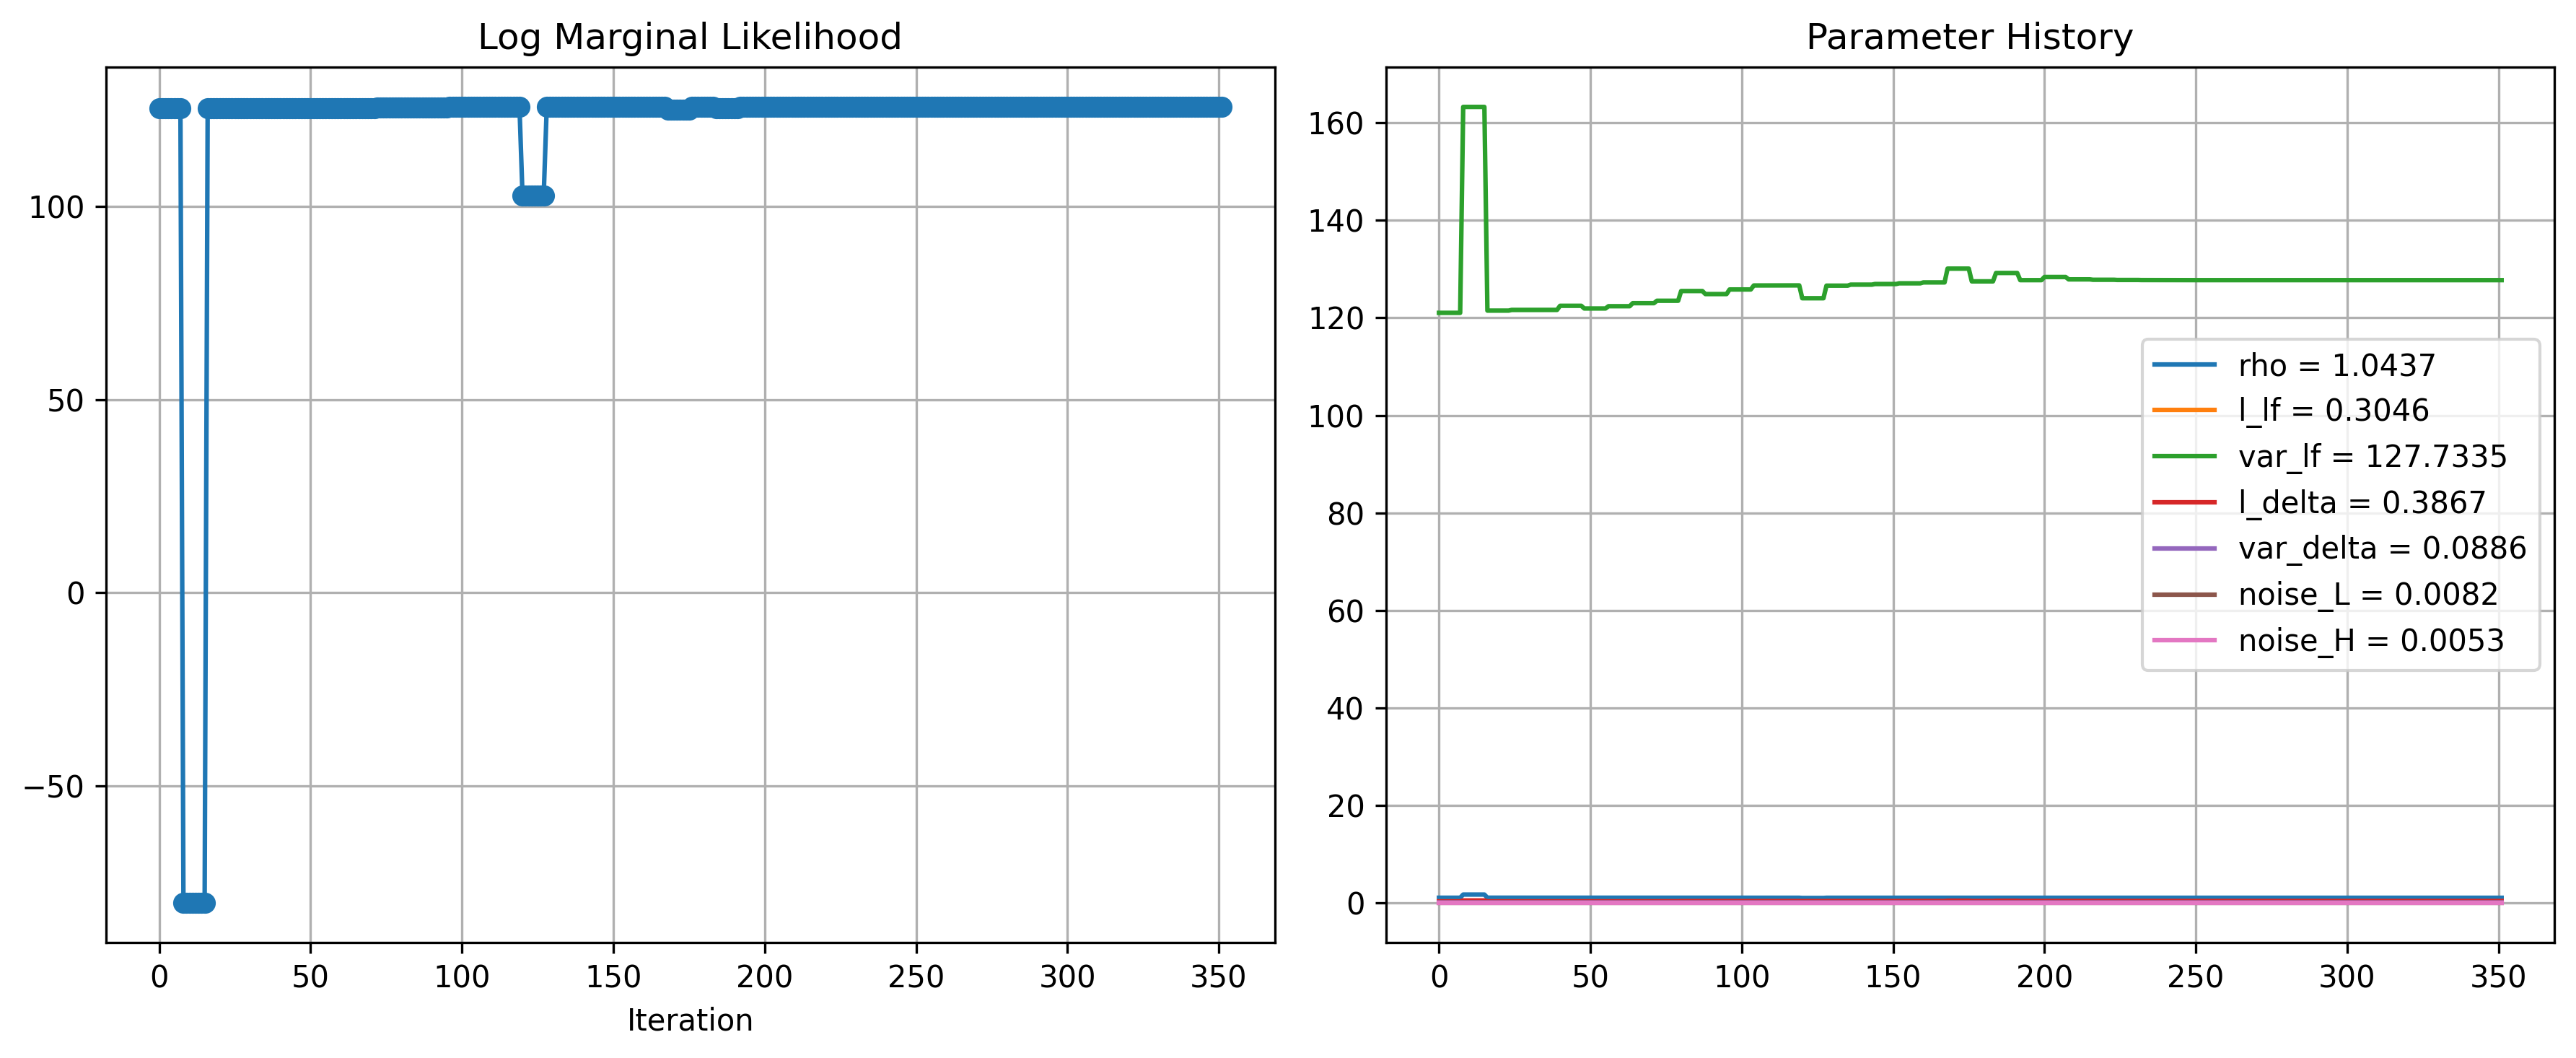 Log Marginal Likelihood
100
50
0
−50
0 50 100 150 200 250 300 350
Iteration
Parameter History
160
140
120
100
80
60
40
20
0
0 50 100 150 200 250 300 350
rho = 1.0437
l_lf = 0.3046
var_lf = 127.7335
l_delta = 0.3867
var_delta = 0.0886
noise_L = 0.0082
noise_H = 0.0053